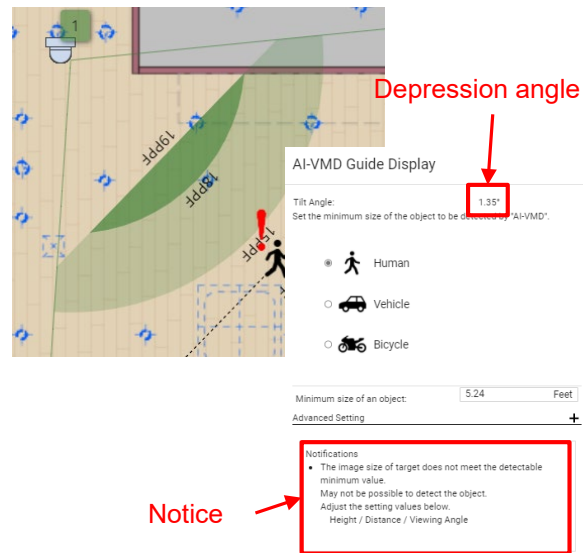 1
19PPF
18PPF
15PPF
Depression angle
AI-VMD Guide Display
Tilt Angle: 1.35°
Set the minimum size of the object to be detected by "AI-VMD".
Human
Vehicle
Bicycle
Minimum size of an object: 5.24 Feet
Advanced Setting +
Notifications
• The image size of target does not meet the detectable
minimum value.
May not be possible to detect the object.
Adjust the setting values below.
Height / Distance / Viewing Angle
Notice